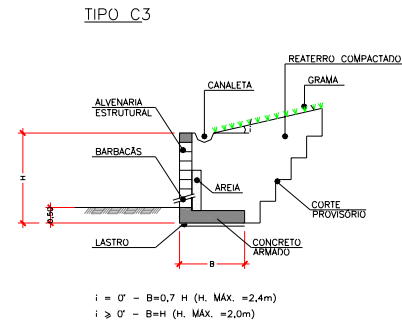 TIPO C3
REATERRO COMPACTADO
CANALETA
GRAMA
ALVENARIA
ESTRUTURAL
i
H
BARBACÃS
AREIA
CORTE
PROVISÓRIO
0,50
LASTRO
CONCRETO
ARMADO
B
i = 0° - B=0,7 H (H. MÁX. =2,4m)
i ⩾ 0° - B=H (H. MÁX. =2,0m)